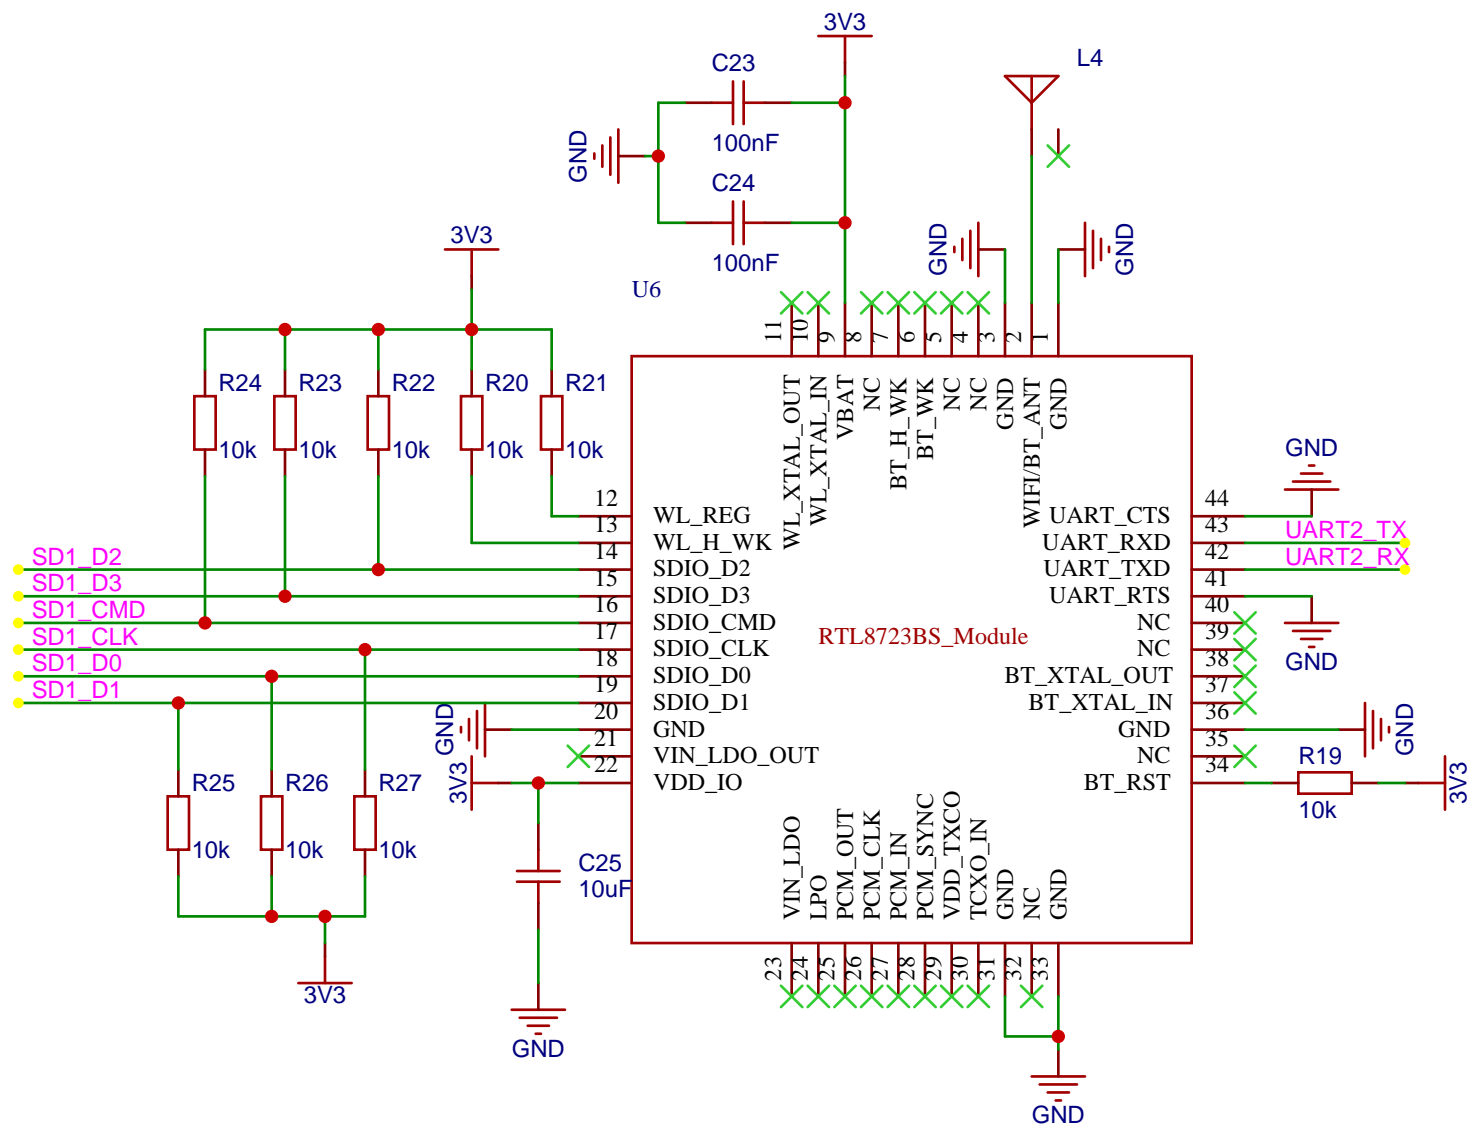 3V3
L4
C23
100nF
GND
C24
100nF
GND
GND
3V3
U6
11
10
9
8
7
6
5
4
3
2
1
WL_XTAL_OUT
WL_XTAL_IN
VBAT
NC
BT_H_WK
BT_WK
NC
NC
GND
WIFI/BT_ANT
GND
R24
10k
R23
10k
R22
10k
R20
10k
R21
10k
12
WL_REG
13
WL_H_WK
14
SD1_D2
SDIO_D2
15
SD1_D3
SDIO_D3
16
SD1_CMD
SDIO_CMD
17
SD1_CLK
SDIO_CLK
18
SD1_D0
SDIO_D0
19
SD1_D1
SDIO_D1
20
GND
GND
21
VIN_LDO_OUT
22
3V3
VDD_IO
RTL8723BS_Module
GND
44
UART_CTS
43
UART_RXD
UART2_TX
42
UART_TXD
UART2_RX
41
UART_RTS
40
NC
GND
39
NC
38
BT_XTAL_OUT
37
BT_XTAL_IN
36
GND
GND
35
NC
34
BT_RST
R19
10k
3V3
R25
10k
R26
10k
R27
10k
3V3
C25
10uF
GND
VIN_LDO
LPO
PCM_OUT
PCM_CLK
PCM_IN
PCM_SYNC
VDD_TXCO
TCXO_IN
GND
NC
GND
23
24
25
26
27
28
29
30
31
32
33
GND